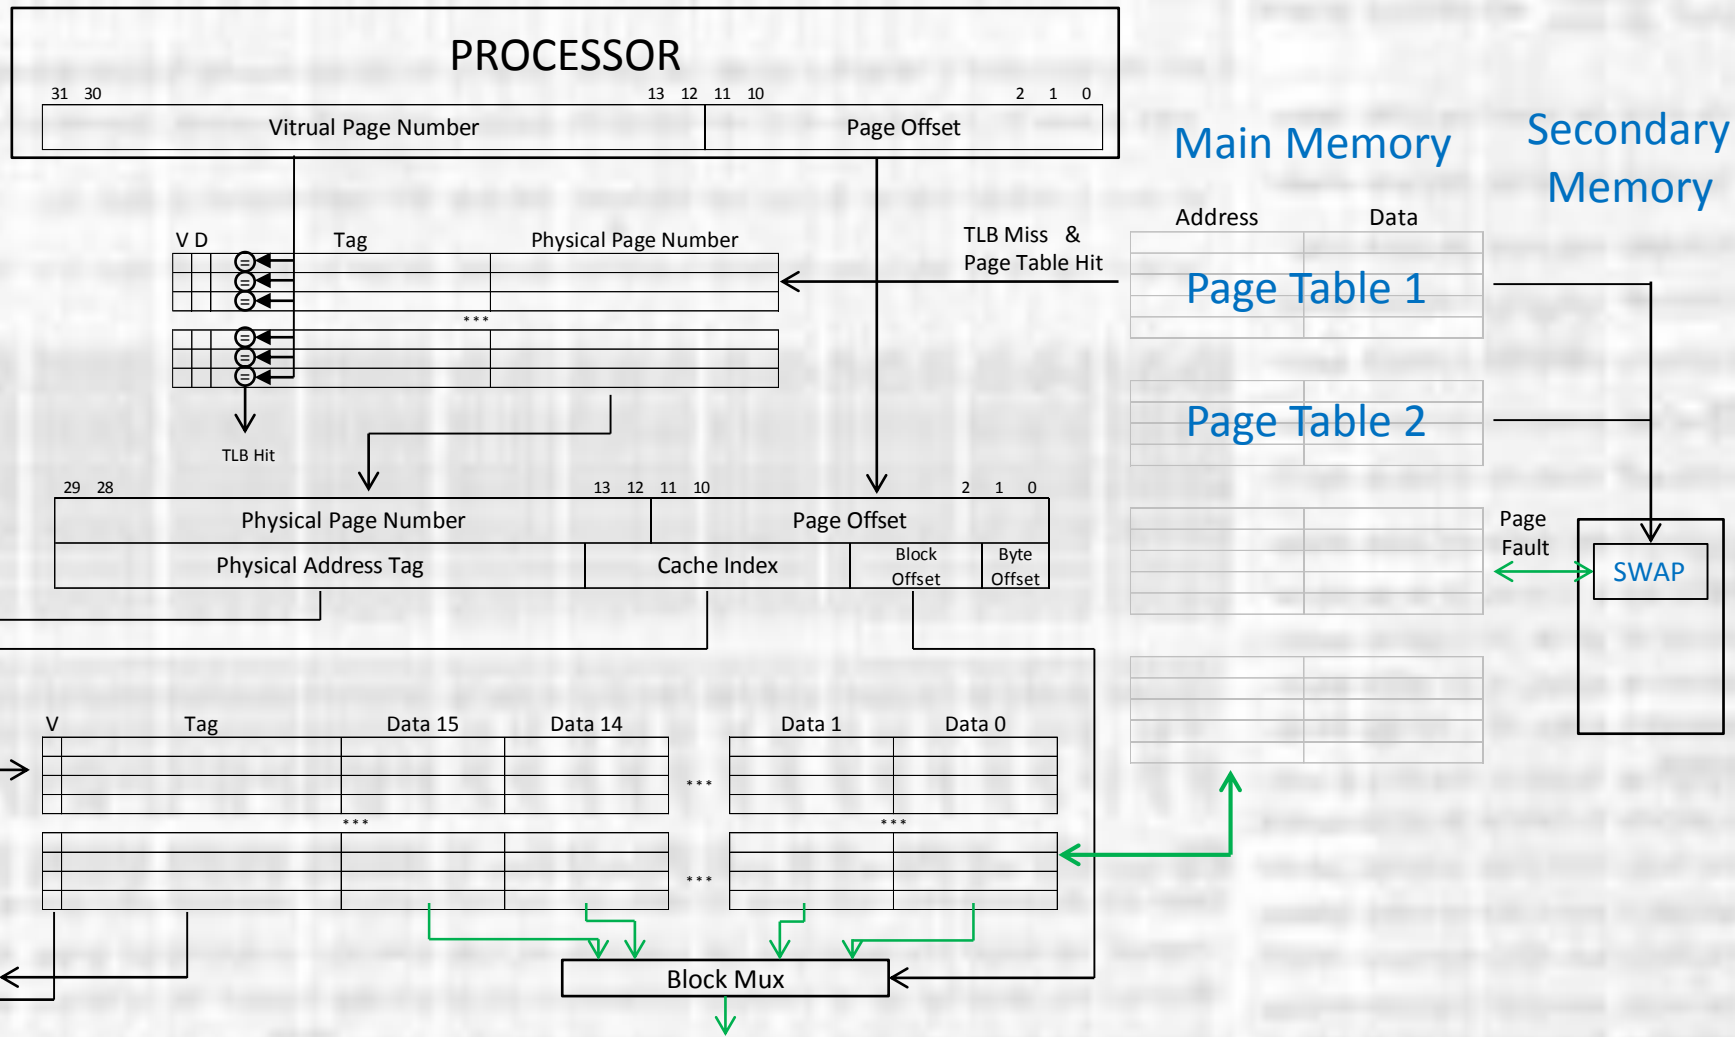 PROCESSOR
31 30 13 12 11 10 2 1 0
Vitrual Page Number Page Offset
Main Memory
Secondary
Memory
Address Data
V D Tag Physical Page Number
TLB Miss &
Page Table Hit
= 
=
=
Page Table 1
***
=
=
=
Page Table 2
TLB Hit
29 28 13 12 11 10 2 1 0
Physical Page Number Page Offset
Physical Address Tag Cache Index
Block
Offset
Byte
Offset
Page
Fault
SWAP
V Tag Data 15 Data 14 Data 1 Data 0
***
*** ***
***
Block Mux